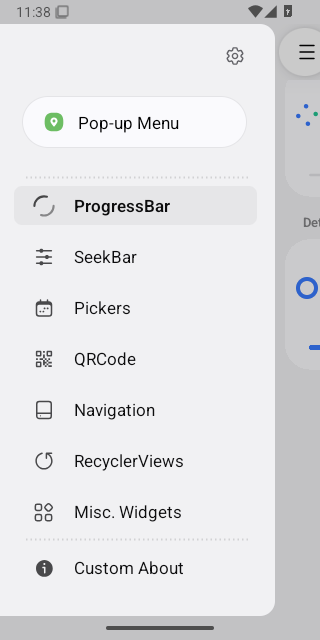 11:38
Pop-up Menu
ProgressBar
SeekBar
Pickers
QRCode
Navigation
RecyclerViews
Misc. Widgets
Custom About